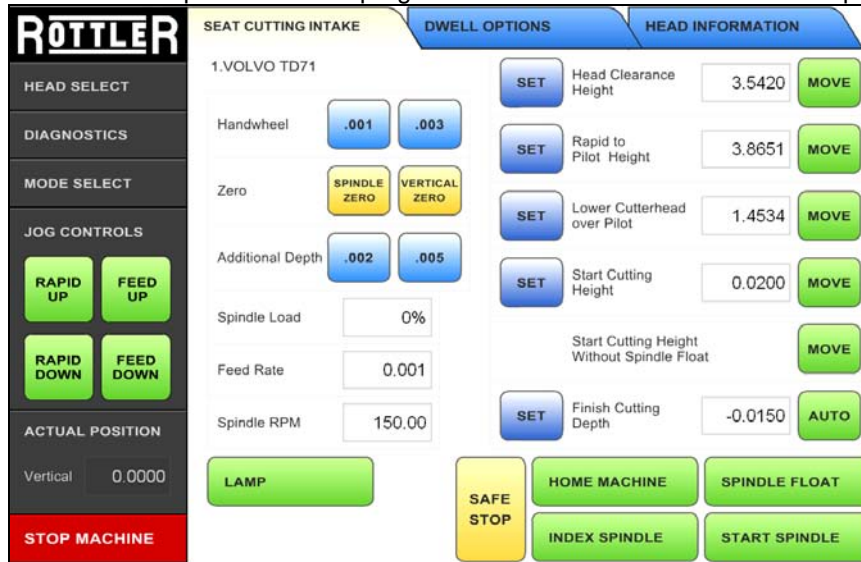 ROTTLER
HEAD SELECT
DIAGNOSTICS
MODE SELECT
JOG CONTROLS
RAPID
UP
FEED
UP
RAPID
DOWN
FEED
DOWN
ACTUAL POSITION
Vertical 0.0000
STOP MACHINE
SEAT CUTTING INTAKE
DWELL OPTIONS
HEAD INFORMATION
1.VOLVO TD71
Handwheel .001 .003
Zero
SPINDLE
ZERO
VERTICAL
ZERO
Additional Depth .002 .005
Spindle Load 0%
Feed Rate 0.001
Spindle RPM 150.00
LAMP
SET
Head Clearance
Height
3.5420 MOVE
SET
Rapid to
Pilot Height
3.8651 MOVE
SET
Lower Cutterhead
over Pilot
1.4534 MOVE
SET
Start Cutting
Height
0.0200 MOVE
Start Cutting Height
Without Spindle Float
MOVE
SET
Finish Cutting
Depth
-0.0150 AUTO
SAFE
STOP
HOME MACHINE
SPINDLE FLOAT
INDEX SPINDLE
START SPINDLE